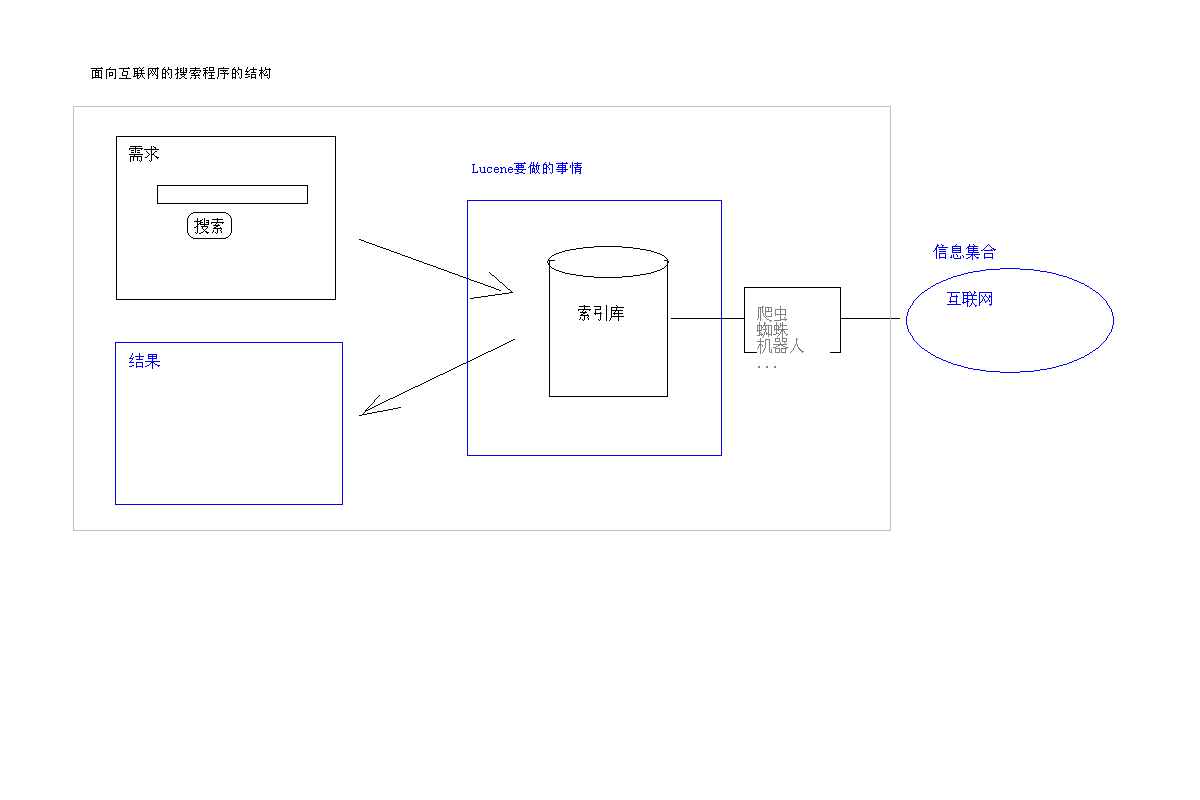 面向互联网的搜索程序的结构
需求
搜索
Lucene要做的事情
索引库
爬虫
蜘蛛
机器人
...
信息集合
互联网
结果